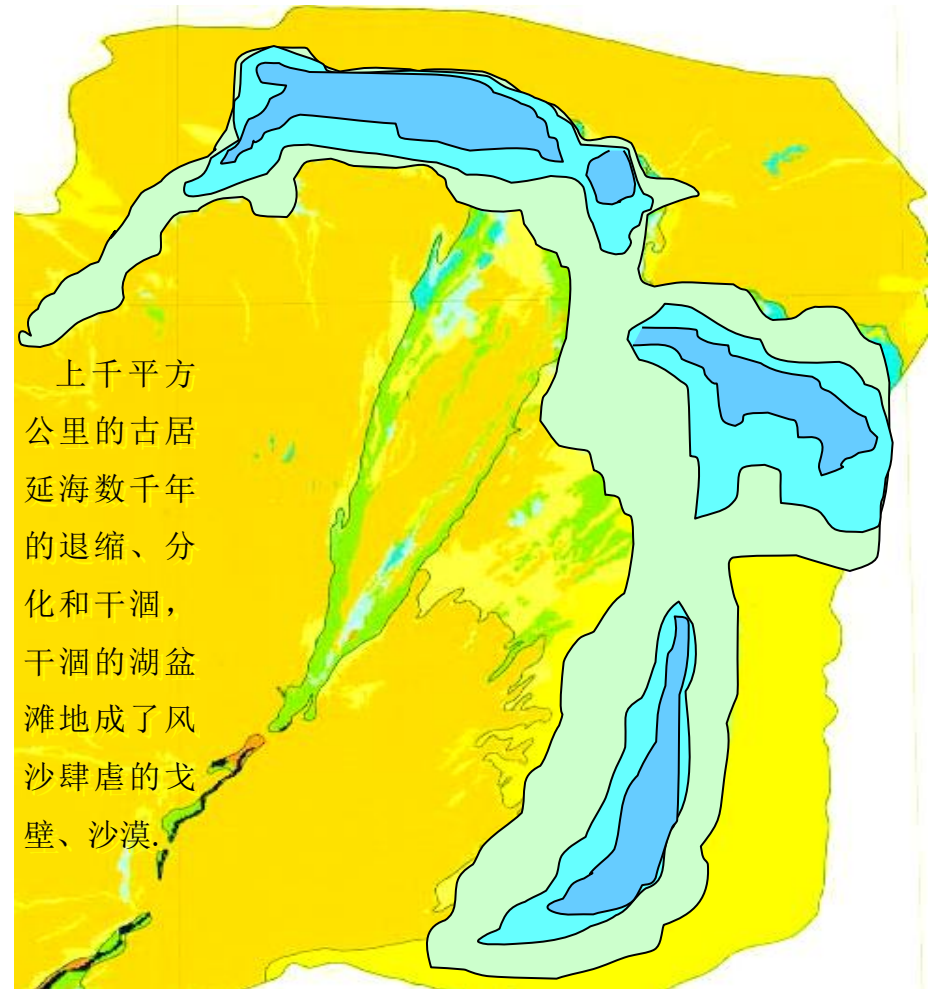 上千平方
公里的古居
延海数千年
的退缩、分
化和干涸，
干涸的湖盆
滩地成了风
沙肆虐的戈
壁、沙漠.